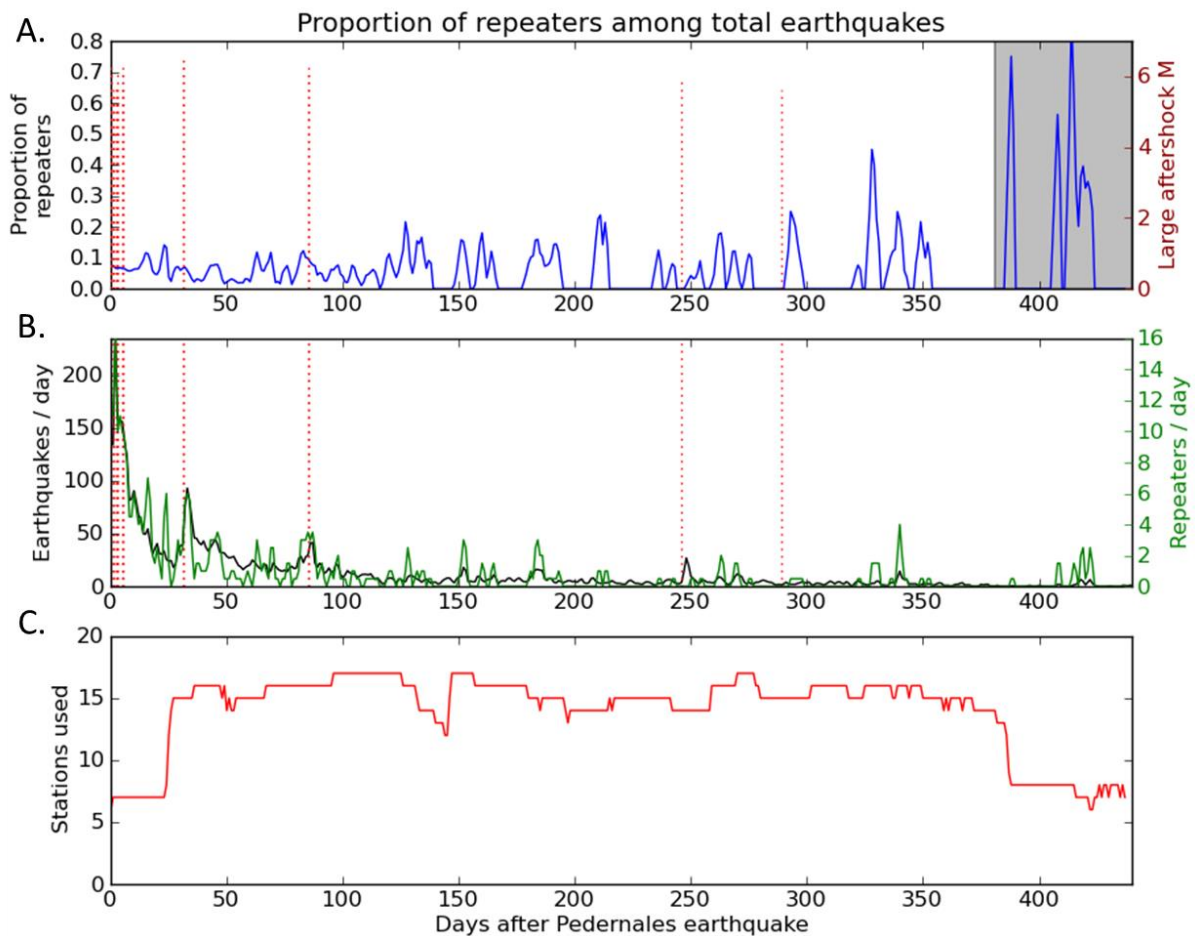 A.
Proportion of repeaters among total earthquakes
Proportion of
repeaters
0.8
0.7
0.6
0.5
0.4
0.3
0.2
0.1
0.0
6
4
2
0
Large aftershock M
0 50 100 150 200 250 300 350 400
B.
Earthquakes / day
200
150
100
50
0
16
14
12
10
8
6
4
2
0
Repeaters / day
0 50 100 150 200 250 300 350 400
C.
Stations used
20
15
10
5
0
0 50 100 150 200 250 300 350 400
Days after Pedernales earthquake